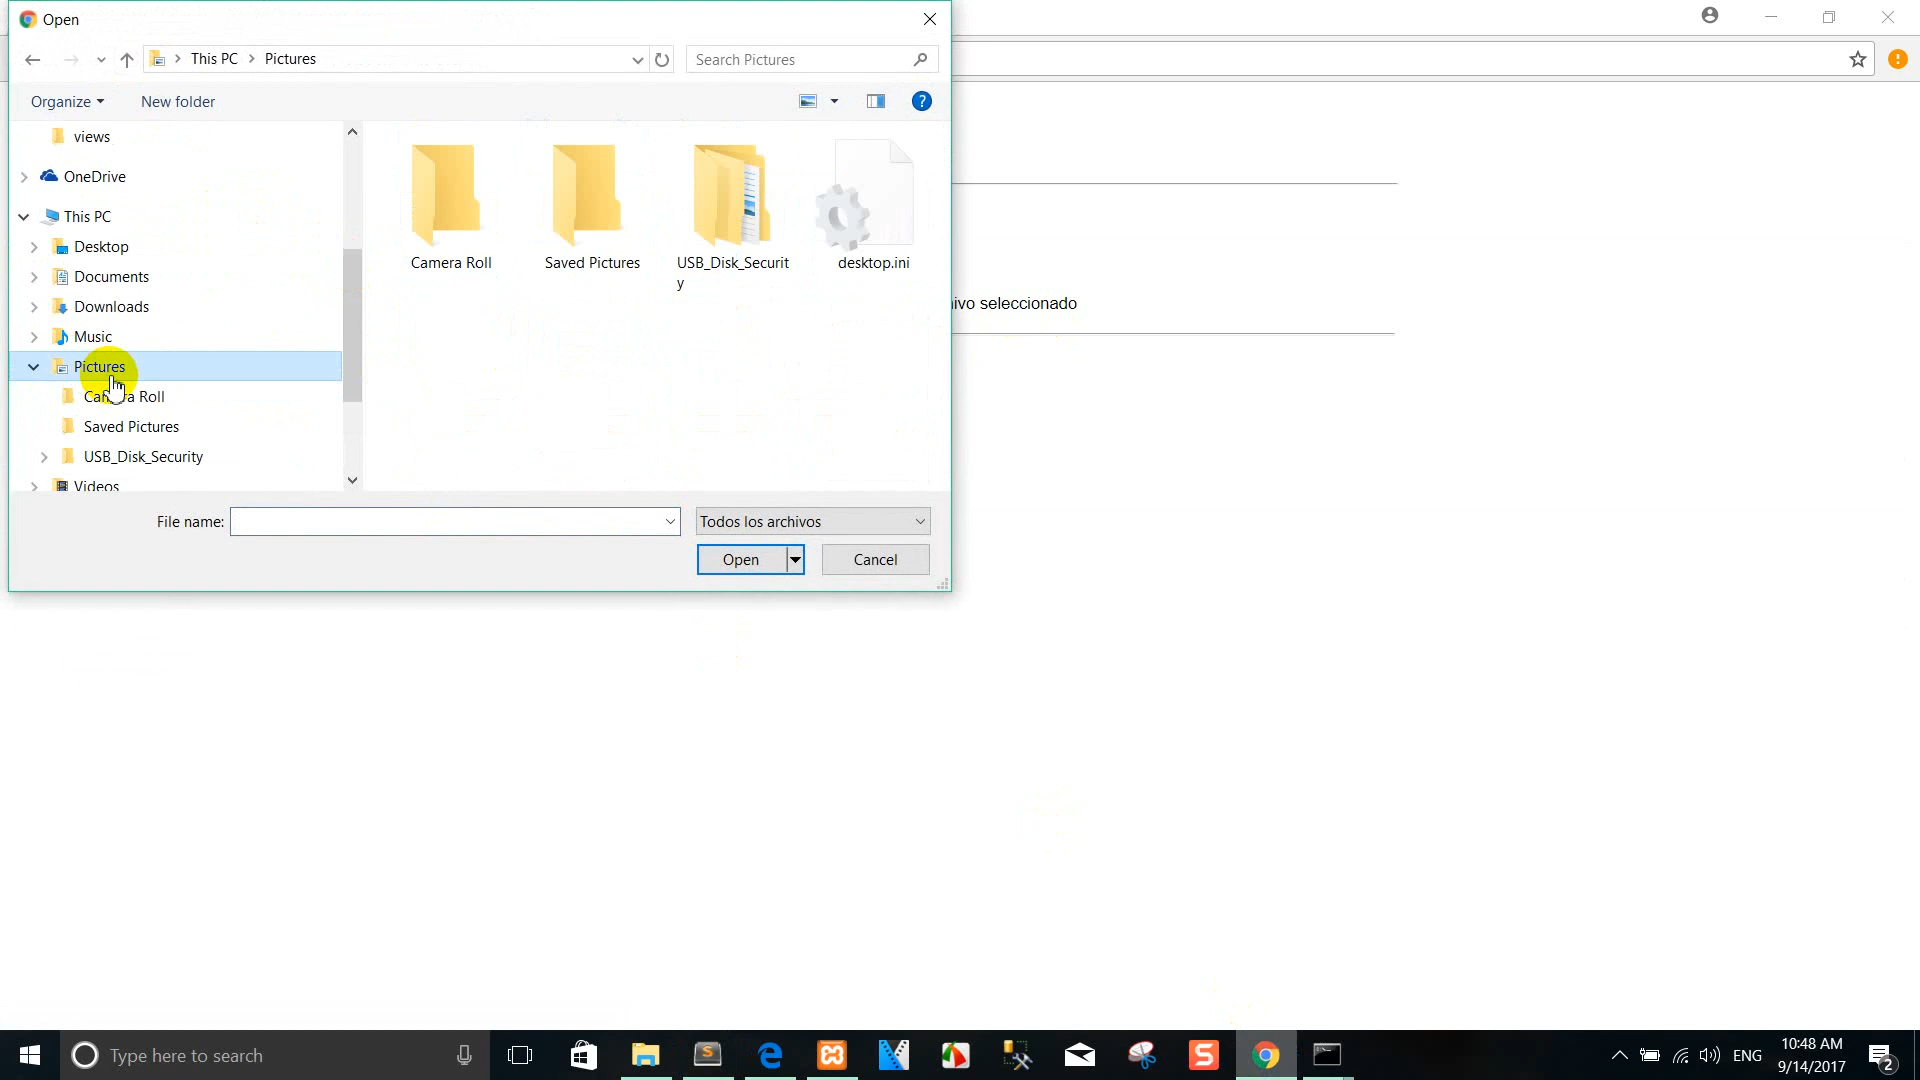 Open
This PC > Pictures
Search Pictures
Organize
New folder
views
OneDrive
This PC
Desktop
Documents
Downloads
Music
Pictures
Camera Roll
Saved Pictures
USB_Disk_Security
Videos
Camera Roll
Saved Pictures
USB_Disk_Securit
y
desktop.ini
ivo seleccionado
File name:
Todos los archivos
Open
Cancel
Type here to search
ENG
10:48 AM
9/14/2017
2